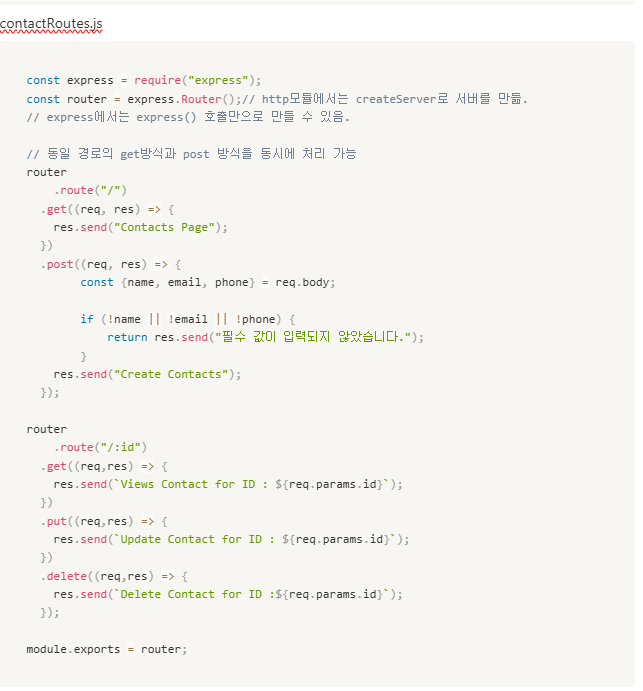 contactRoutes.js
const express = require("express");
const router = express.Router();// http모듈에서는 createServer로 서버를 만듦.
// express에서는 express() 호출만으로 만들 수 있음.
// 동일 경로의 get방식과 post 방식을 동시에 처리 가능
router
.route("/")
.get((req, res) => {
res.send("Contacts Page");
})
.post((req, res) => {
const {name, email, phone} = req.body;
if (!name || !email || !phone) {
return res.send("필수 값이 입력되지 않았습니다.");
}
res.send("Create Contacts");
});
router
.route("/:id")
.get((req,res) => {
res.send(`Views Contact for ID : ${req.params.id}`);
})
.put((req,res) => {
res.send(`Update Contact for ID : ${req.params.id}`);
})
.delete((req,res) => {
res.send(`Delete Contact for ID :${req.params.id}`);
});
module.exports = router;